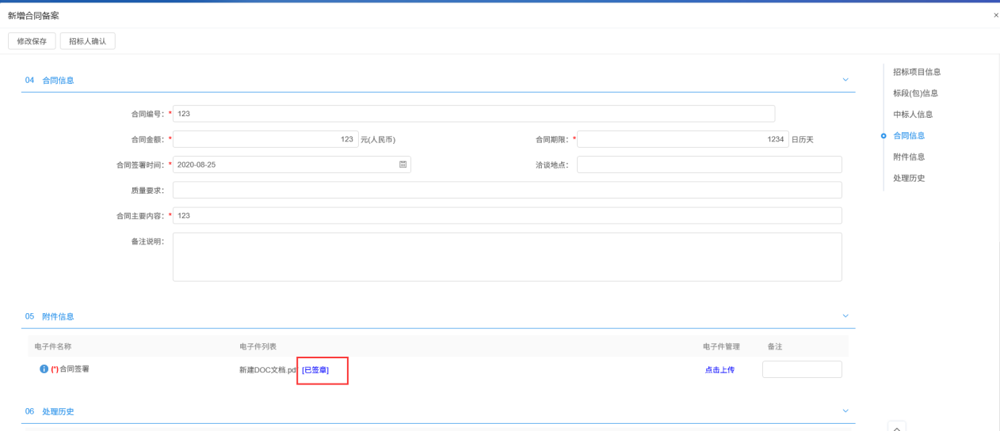 新增合同备案 ×
修改保存 招标人确认
招标项目信息
标段(包)信息
中标人信息
合同信息
附件信息
处理历史
04 合同信息
合同编号: * 123
合同金额: * 123 元(人民币) 合同期限: * 1234 日历天
合同签署时间: * 2020-08-25 洽谈地点:
质量要求:
合同主要内容: * 123
备注说明:
05 附件信息
电子件名称 电子件列表 电子件管理 备注
(*)合同签署 新建DOC文档.pd [已签章] 点击上传
06 处理历史